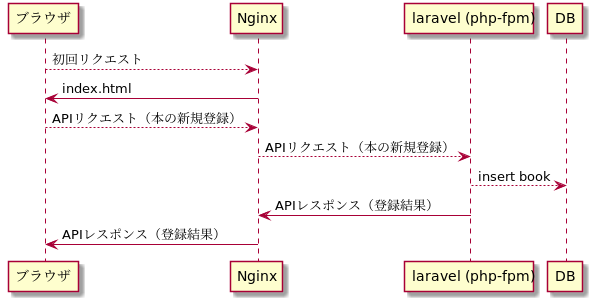 ブラウザ Nginx laravel (php-fpm) DB
初回リクエスト
index.html
APIリクエスト（本の新規登録）
APIリクエスト（本の新規登録）
insert book
APIレスポンス（登録結果）
APIレスポンス（登録結果）
ブラウザ Nginx laravel (php-fpm) DB